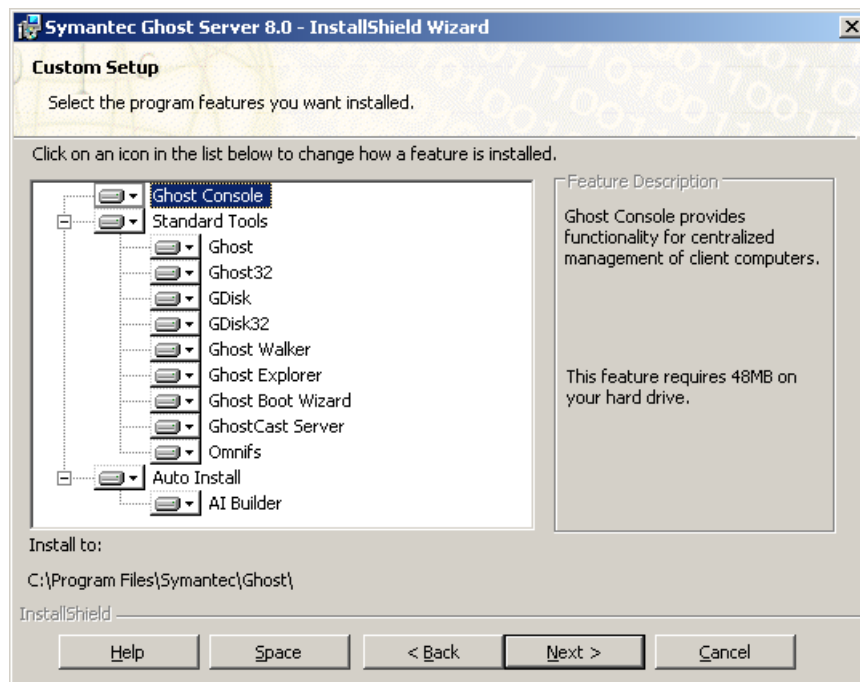 Symantec Ghost Server 8.0 - InstallShield Wizard
Custom Setup
Select the program features you want installed.
Click on an icon in the list below to change how a feature is installed.
Ghost Console
Standard Tools
Ghost
Ghost32
GDisk
GDisk32
Ghost Walker
Ghost Explorer
Ghost Boot Wizard
GhostCast Server
Omnifs
Auto Install
AI Builder
Feature Description
Ghost Console provides
functionality for centralized
management of client computers.
This feature requires 48MB on
your hard drive.
Install to:
C:\Program Files\Symantec\Ghost\
InstallShield
Help
Space
< Back
Next >
Cancel